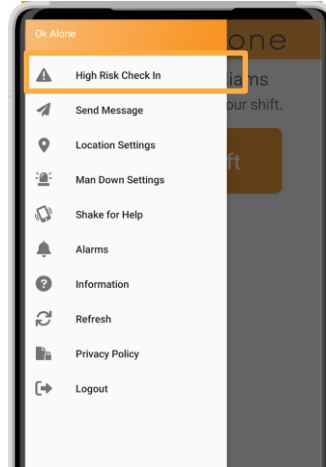 Ok Alone
one
High Risk Check In
iams
Send Message
our shift.
Location Settings
ft
Man Down Settings
Shake for Help
Alarms
Information
Refresh
Privacy Policy
Logout